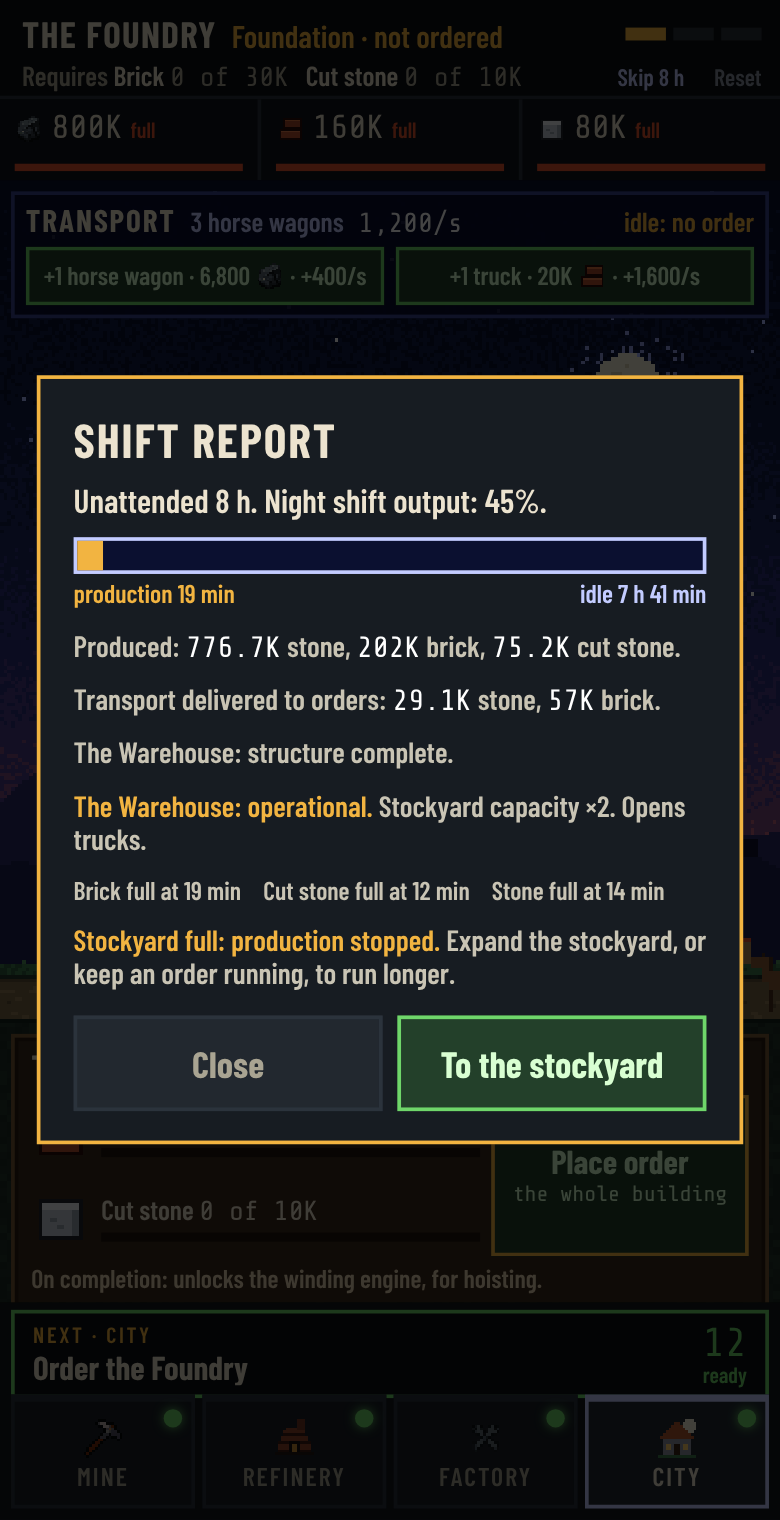 THE FOUNDRY Foundation · not ordered
Requires Brick 0 of 30K Cut stone 0 of 10K Skip 8 h Reset
800K full 160K full 80K full
TRANSPORT 3 horse wagons 1,200/s idle: no order
+1 horse wagon · 6,800 · +400/s +1 truck · 20K · +1,600/s
SHIFT REPORT
Unattended 8 h. Night shift output: 45%.
production 19 min idle 7 h 41 min
Produced: 776.7K stone, 202K brick, 75.2K cut stone.
Transport delivered to orders: 29.1K stone, 57K brick.
The Warehouse: structure complete.
The Warehouse: operational. Stockyard capacity ×2. Opens
trucks.
Brick full at 19 min Cut stone full at 12 min Stone full at 14 min
Stockyard full: production stopped. Expand the stockyard, or
keep an order running, to run longer.
Close To the stockyard
Place order
the whole building
Cut stone 0 of 10K
On completion: unlocks the winding engine, for hoisting.
NEXT · CITY 12
Order the Foundry ready
MINE REFINERY FACTORY CITY